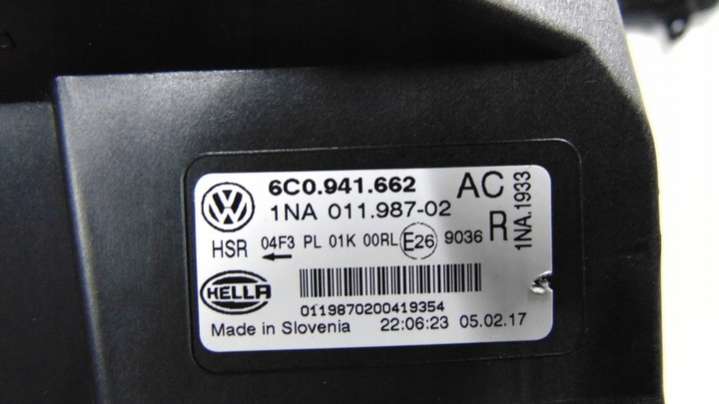 6C0.941.662 AC
1NA 011.987-02 R
1NA.1933
HSR 04F3 PL 01K 00RL E26 9036
HELLA
0119870200419354
Made in Slovenia 22:06:23 05.02.17